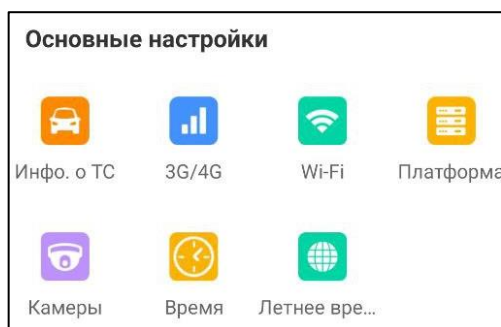 Основные настройки
Инфо. о ТС 3G/4G Wi-Fi Платформа
Камеры Время Летнее вре...